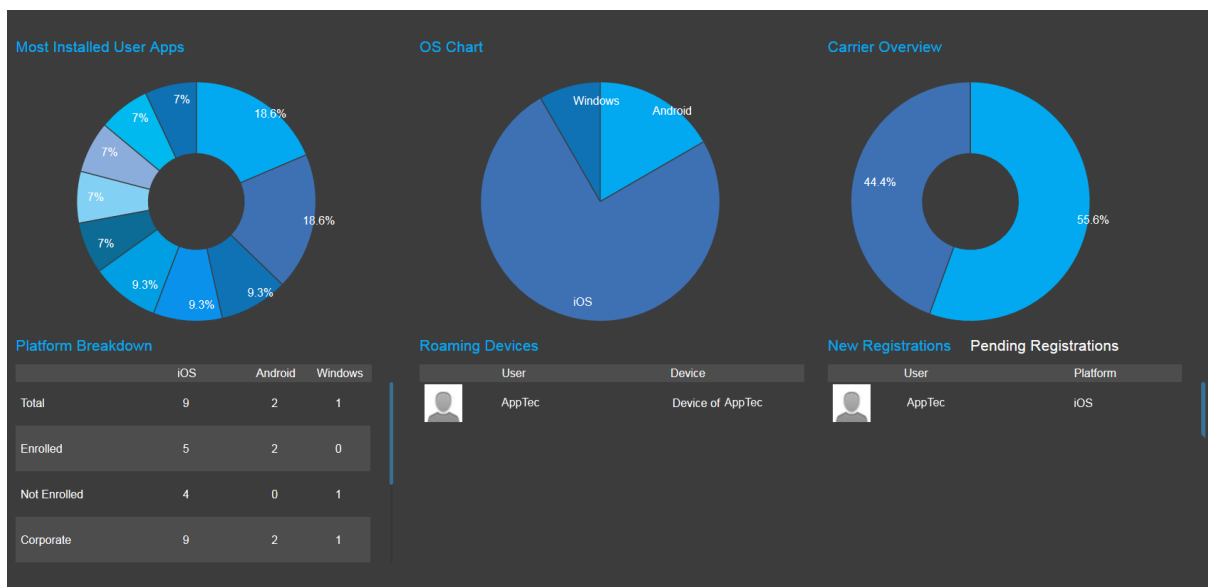 Most Installed User Apps
18.6%
18.6%
9.3%
9.3%
9.3%
7%
7%
7%
7%
7%
OS Chart
Windows
Android
iOS
Carrier Overview
44.4%
55.6%
Platform Breakdown
iOS Android Windows
Total 9 2 1
Enrolled 5 2 0
Not Enrolled 4 0 1
Corporate 9 2 1
Roaming Devices
User Device
AppTec Device of AppTec
New Registrations Pending Registrations
User Platform
AppTec iOS